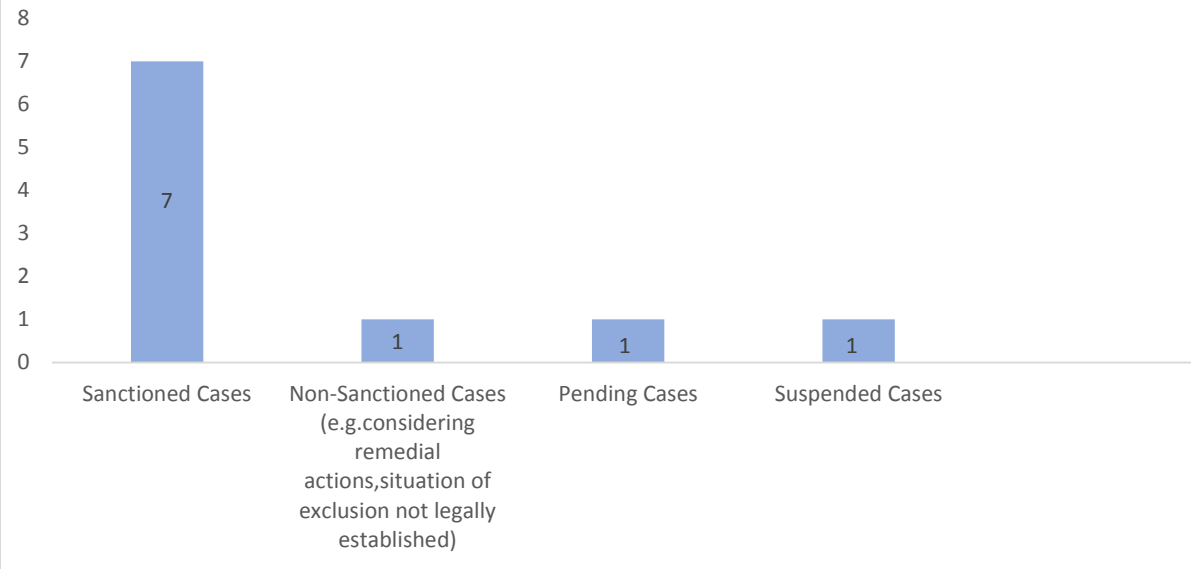 8
7
6
5
4
3
2
1
0
7
1
1
1
Sanctioned Cases
Non-Sanctioned Cases
(e.g.considering
remedial
actions,situation of
exclusion not legally
established)
Pending Cases
Suspended Cases